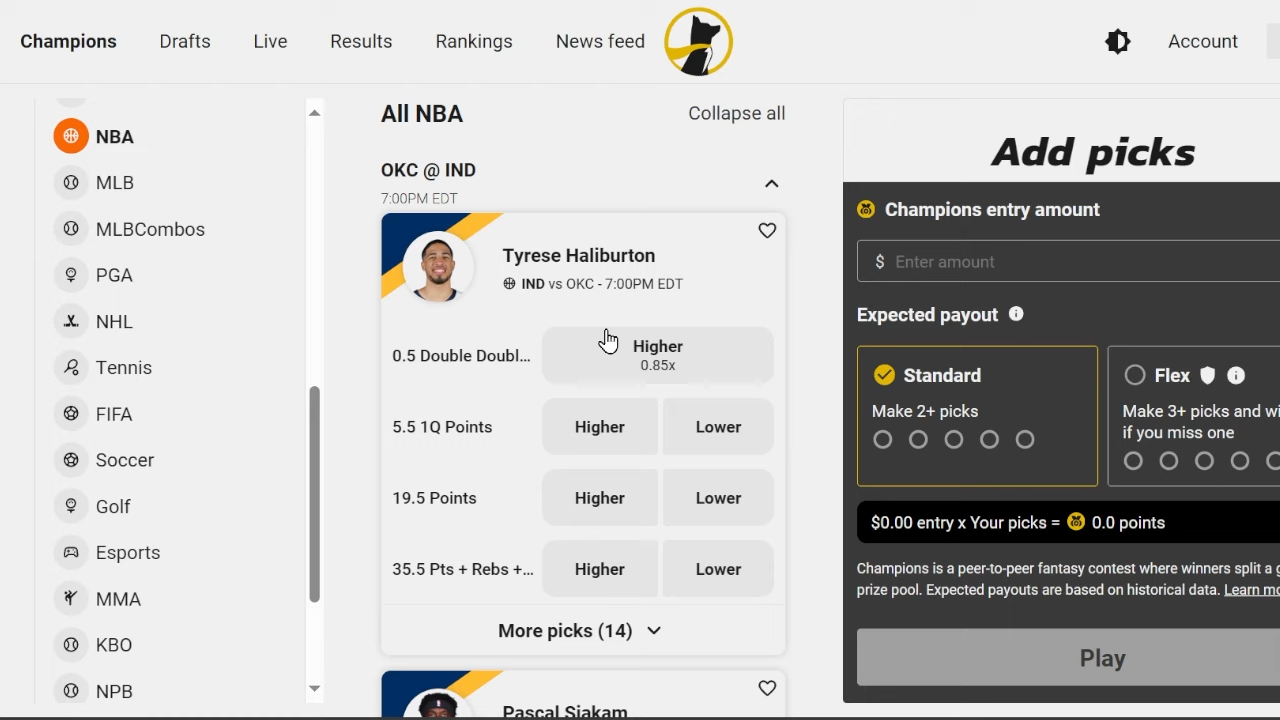 Champions Drafts Live Results Rankings News feed Account
NBA
MLB
MLBCombos
PGA
NHL
Tennis
FIFA
Soccer
Golf
Esports
MMA
KBO
NPB
All NBA Collapse all
OKC @ IND
7:00PM EDT
Tyrese Haliburton
IND vs OKC - 7:00PM EDT
0.5 Double Doubl... Higher
0.85x
5.5 1Q Points Higher Lower
19.5 Points Higher Lower
35.5 Pts + Rebs +... Higher Lower
More picks (14)
Pascal Siakam
Add picks
Champions entry amount
$ Enter amount
Expected payout
Standard
Make 2+ picks
Flex
Make 3+ picks and wi
if you miss one
$0.00 entry x Your picks = 0.0 points
Champions is a peer-to-peer fantasy contest where winners split a g
prize pool. Expected payouts are based on historical data. Learn mo
Play